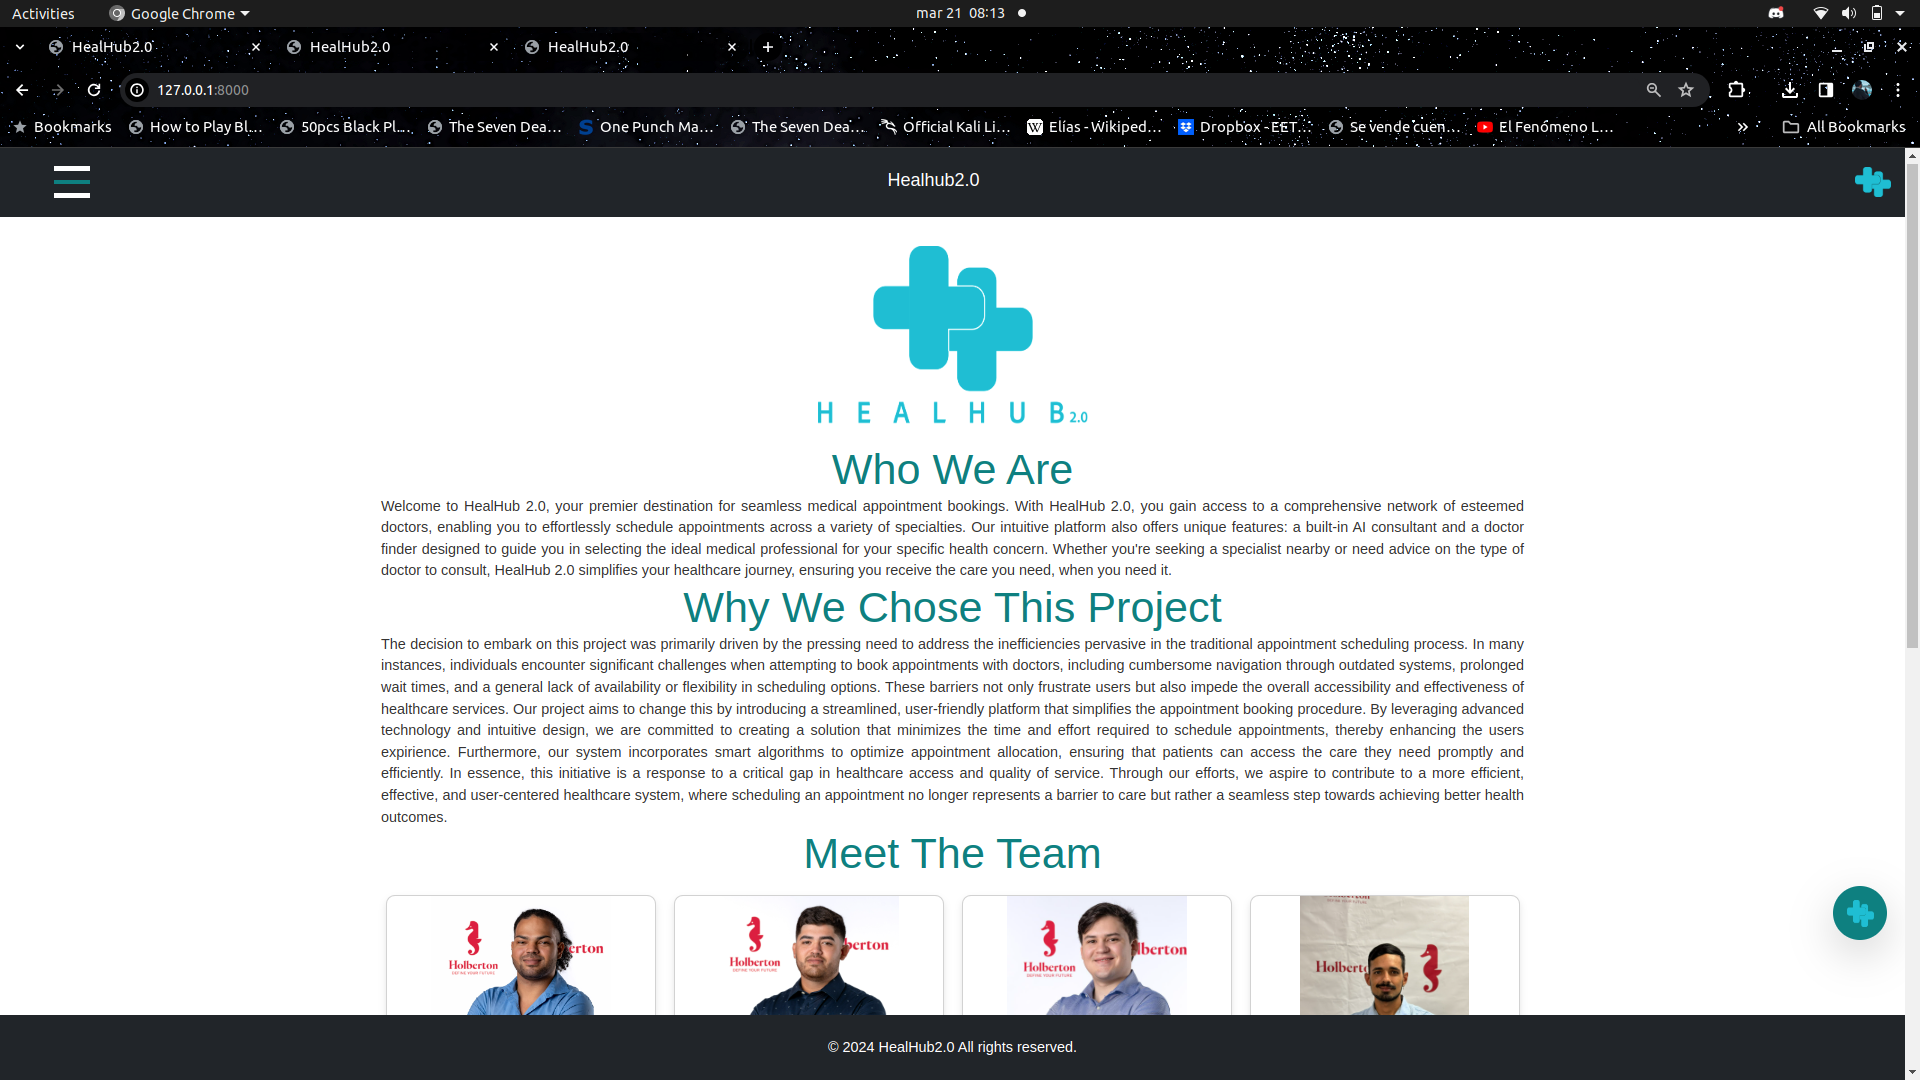 Activities
Google Chrome
mar 21 08:13
HealHub2.0
HealHub2.0
HealHub2.0
127.0.0.1:8000
Bookmarks
How to Play Bl...
50pcs Black Pl...
The Seven Dea...
One Punch Ma...
The Seven Dea...
Official Kali Li...
Elías - Wikiped...
Dropbox - EET...
Se vende cuen...
El Fenómeno L...
All Bookmarks
Healhub2.0
HEALHUB 2.0
Who We Are
Welcome to HealHub 2.0, your premier destination for seamless medical appointment bookings. With HealHub 2.0, you gain access to a comprehensive network of esteemed
doctors, enabling you to effortlessly schedule appointments across a variety of specialties. Our intuitive platform also offers unique features: a built-in AI consultant and a doctor
finder designed to guide you in selecting the ideal medical professional for your specific health concern. Whether you're seeking a specialist nearby or need advice on the type of
doctor to consult, HealHub 2.0 simplifies your healthcare journey, ensuring you receive the care you need, when you need it.
Why We Chose This Project
The decision to embark on this project was primarily driven by the pressing need to address the inefficiencies pervasive in the traditional appointment scheduling process. In many
instances, individuals encounter significant challenges when attempting to book appointments with doctors, including cumbersome navigation through outdated systems, prolonged
wait times, and a general lack of availability or flexibility in scheduling options. These barriers not only frustrate users but also impede the overall accessibility and effectiveness of
healthcare services. Our project aims to change this by introducing a streamlined, user-friendly platform that simplifies the appointment booking procedure. By leveraging advanced
technology and intuitive design, we are committed to creating a solution that minimizes the time and effort required to schedule appointments, thereby enhancing the users
expirience. Furthermore, our system incorporates smart algorithms to optimize appointment allocation, ensuring that patients can access the care they need promptly and
efficiently. In essence, this initiative is a response to a critical gap in healthcare access and quality of service. Through our efforts, we aspire to contribute to a more efficient,
effective, and user-centered healthcare system, where scheduling an appointment no longer represents a barrier to care but rather a seamless step towards achieving better health
outcomes.
Meet The Team
Holberton
DEFINE YOUR FUTURE
erton
Holberton
DEFINE YOUR FUTURE
berton
Holberton
DEFINE YOUR FUTURE
lberton
Holbert
© 2024 HealHub2.0 All rights reserved.